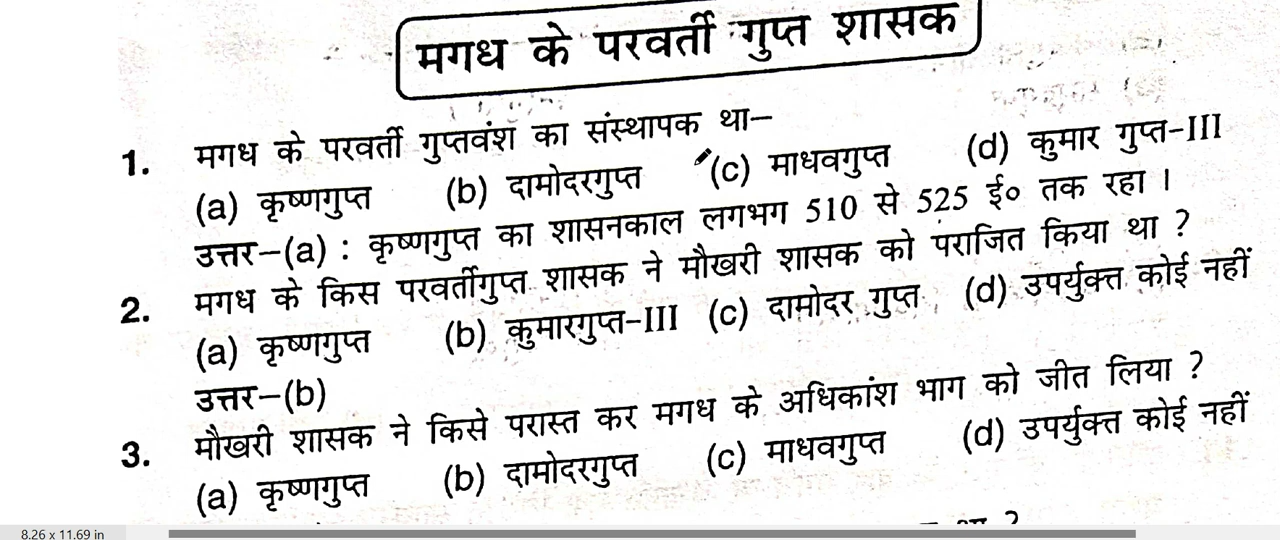 मगध के परवर्ती गुप्त शासक
1. मगध के परवर्ती गुप्तवंश का संस्थापक था–
(a) कृष्णगुप्त (b) दामोदरगुप्त (c) माधवगुप्त (d) कुमार गुप्त-III
उत्तर–(a) : कृष्णगुप्त का शासनकाल लगभग 510 से 525 ई० तक रहा ।
2. मगध के किस परवर्तीगुप्त शासक ने मौखरी शासक को पराजित किया था ?
(a) कृष्णगुप्त (b) कुमारगुप्त-III (c) दामोदर गुप्त (d) उपर्युक्त कोई नहीं
उत्तर–(b)
3. मौखरी शासक ने किसे परास्त कर मगध के अधिकांश भाग को जीत लिया ?
(a) कृष्णगुप्त (b) दामोदरगुप्त (c) माधवगुप्त (d) उपर्युक्त कोई नहीं
8.26 x 11.69 in